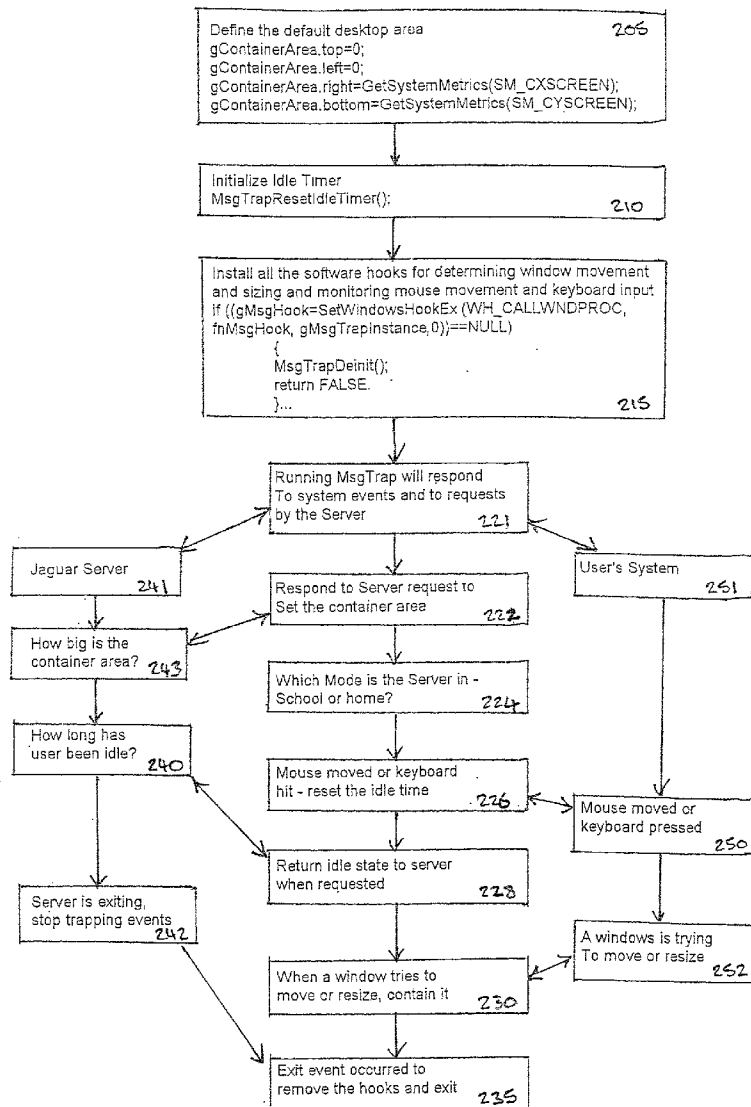 Define the default desktop area 205
gContainerArea.top=0;
gContainerArea.left=0;
gContainerArea.right=GetSystemMetrics(SM_CXSCREEN);
gContainerArea.bottom=GetSystemMetrics(SM_CYSCREEN);
Initialize Idle Timer
MsgTrapResetIdleTimer();
210
Install all the software hooks for determining window movement
and sizing and monitoring mouse movement and keyboard input
if ((gMsgHook=SetWindowsHookEx (WH_CALLWNDPROC,
fnMsgHook, gMsgTrapInstance,0))==NULL)
{
MsgTrapDeinit();
return FALSE.
}...
215
Running MsgTrap will respond
To system events and to requests
by the Server
221
Jaguar Server
241
User's System
251
Respond to Server request to
Set the container area
222
How big is the
container area? 243
Which Mode is the Server in -
School or home?
224
How long has
user been idle?
240
Mouse moved or keyboard
hit - reset the idle time
226
Mouse moved or
keyboard pressed
250
Return idle state to server
when requested
228
Server is exiting,
stop trapping events
242
A windows is trying
To move or resize
252
When a window tries to
move or resize, contain it
230
Exit event occurred to
remove the hooks and exit
235